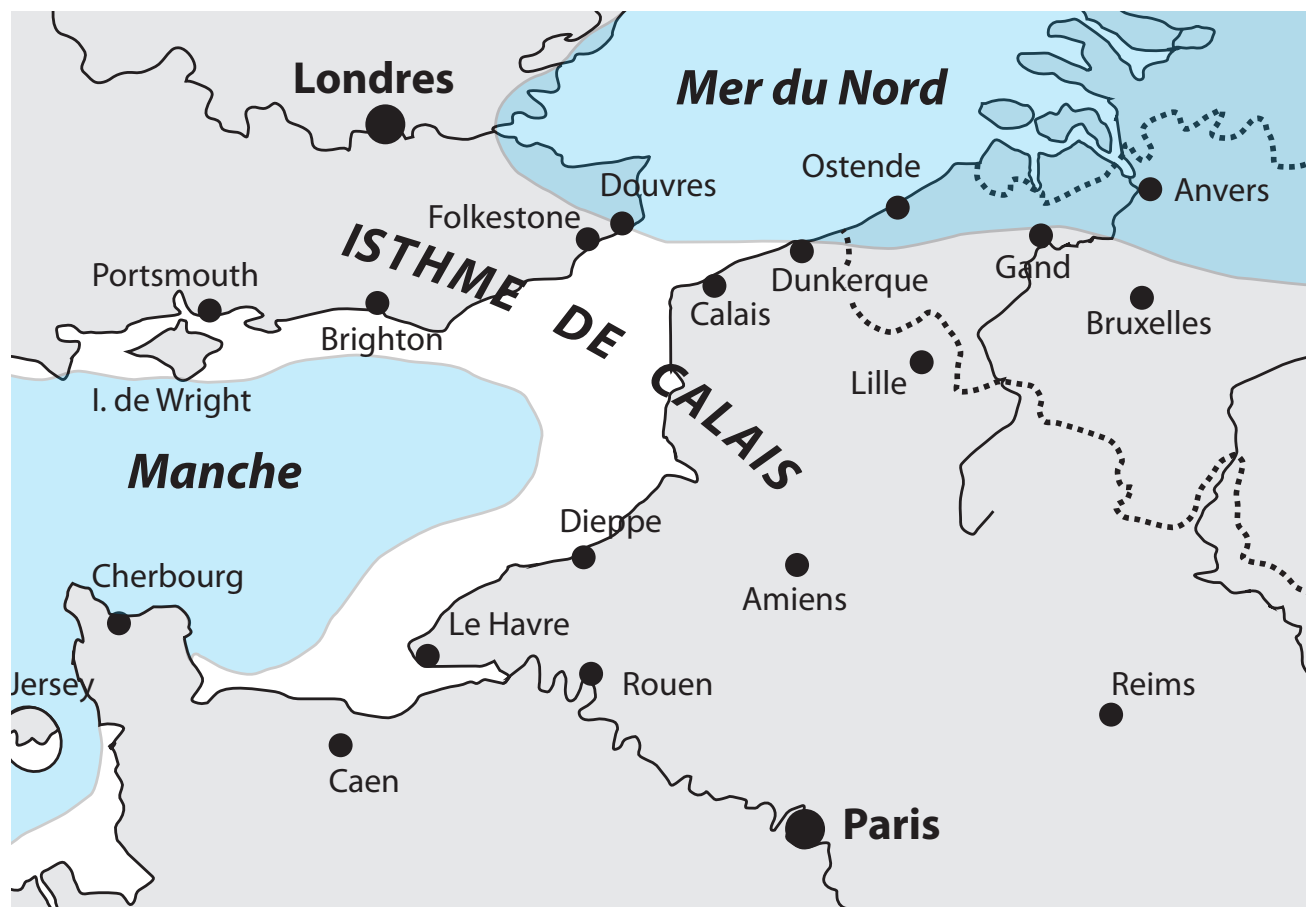 Londres
Mer du Nord
Ostende
Douvres
Anvers
Folkestone
ISTHME DE CALAIS
Portsmouth
Dunkerque
Gand
Calais
Bruxelles
Brighton
Lille
I. de Wright
Manche
Dieppe
Cherbourg
Amiens
Le Havre
Jersey
Rouen
Reims
Caen
Paris